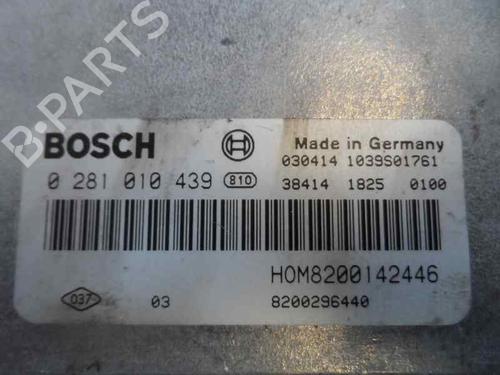 B-PARTS
BOSCH Made in Germany
030414 1039S01761
0 281 010 439 810 38414 1825 0100
HOM8200142446
037 03 8200296440